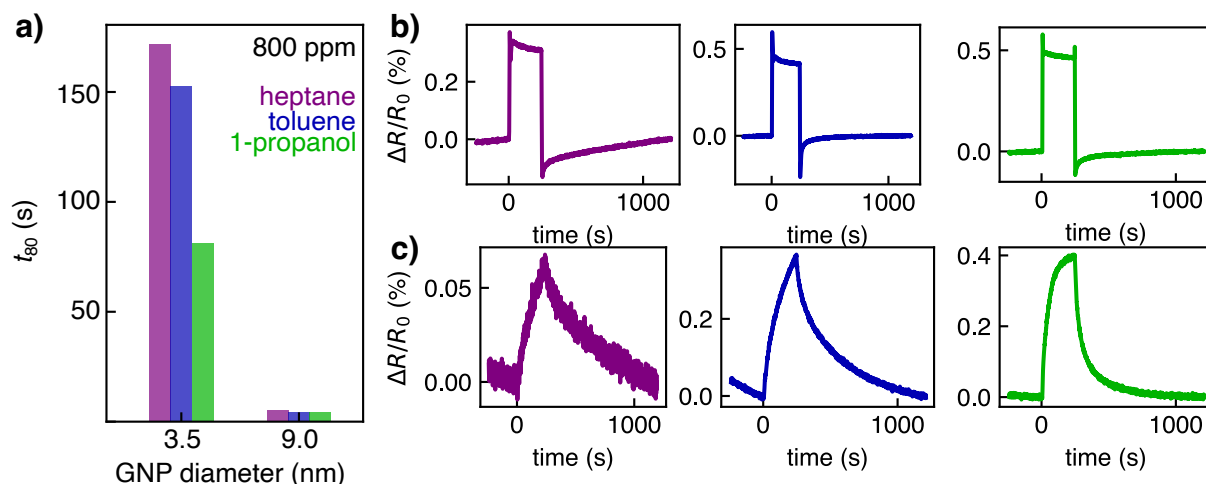 a)
800 ppm
heptane
toluene
1-propanol
150
100
50
t80 (s)
3.5
9.0
GNP diameter (nm)
b)
ΔR/R0 (%)
0.2
0.0
0
1000
time (s)
0.5
0.0
0
1000
time (s)
0.5
0.0
0
1000
time (s)
c)
ΔR/R0 (%)
0.05
0.00
0
1000
time (s)
0.2
0.0
0
1000
time (s)
0.4
0.2
0.0
0
1000
time (s)